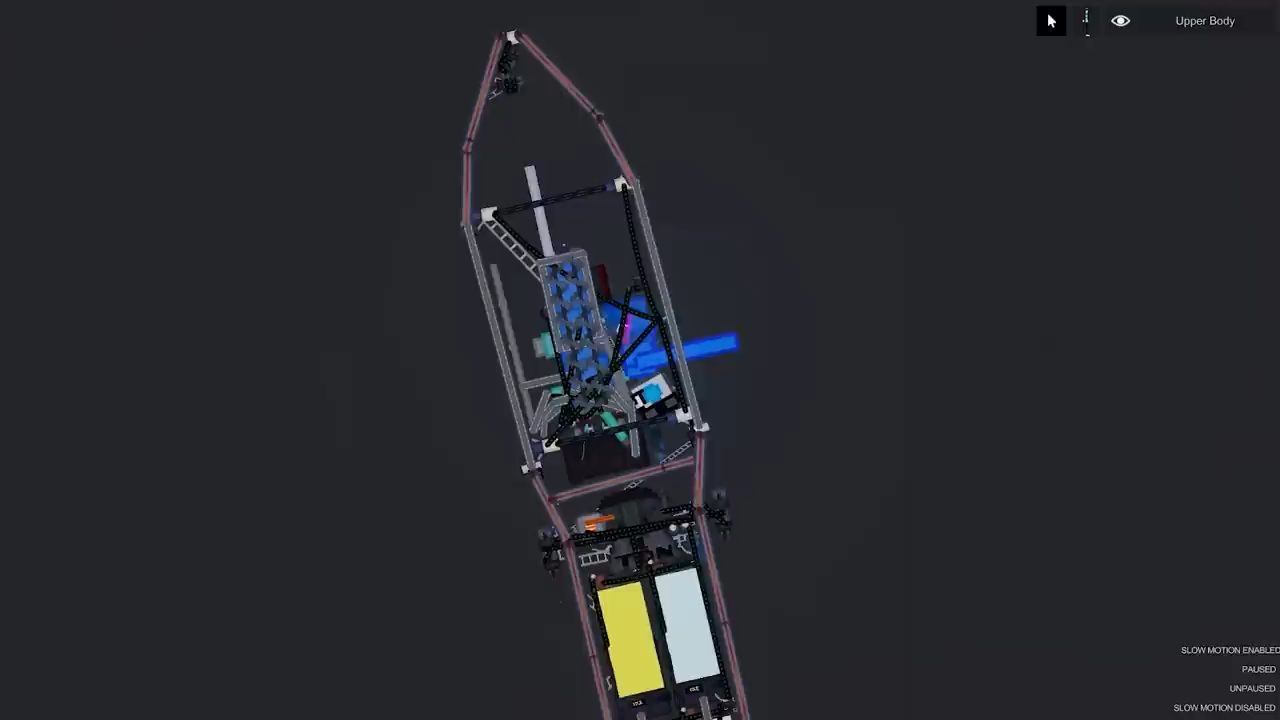 Upper Body
SLOW MOTION ENABLED
PAUSED
UNPAUSED
SLOW MOTION DISABLED